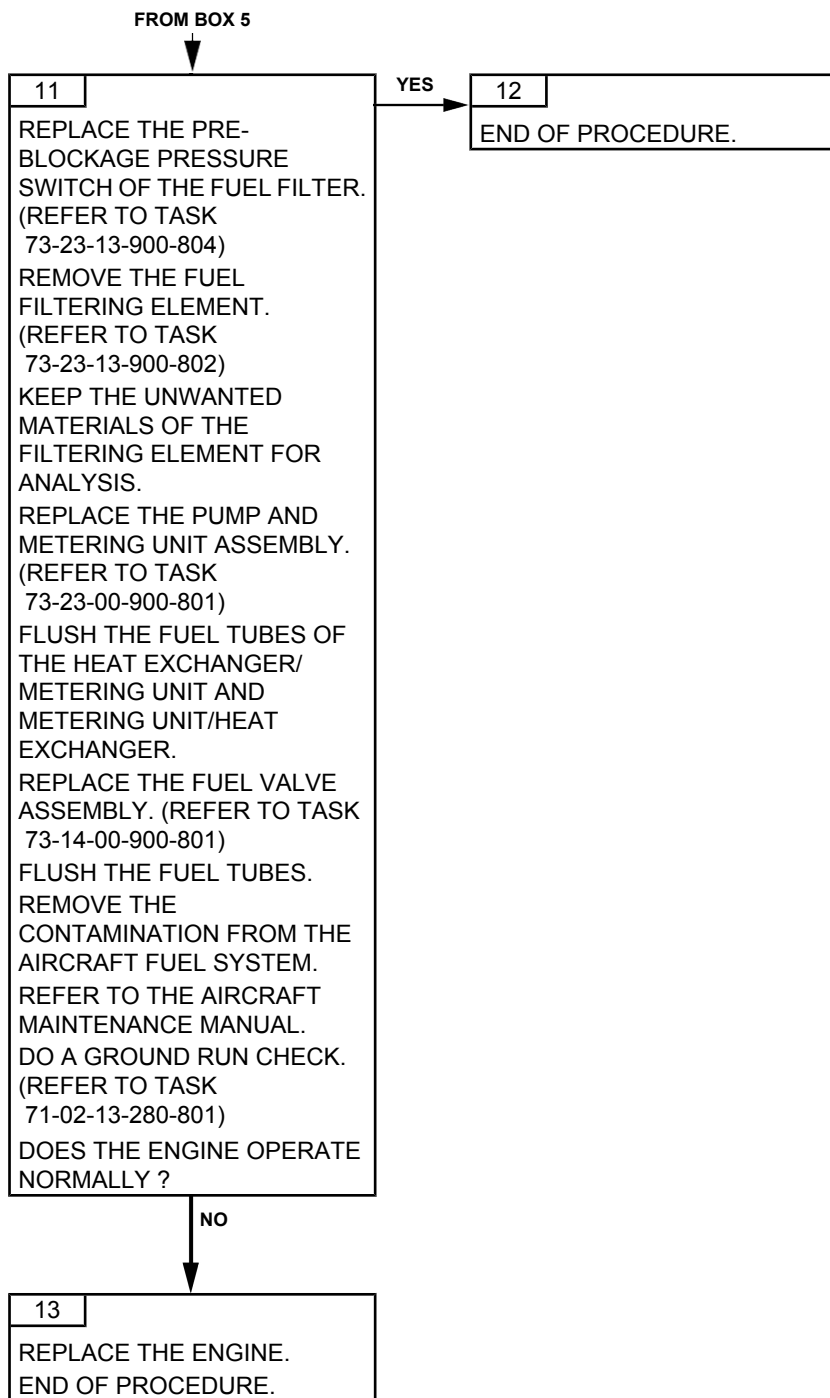 FROM BOX 5
11
REPLACE THE PRE-
BLOCKAGE PRESSURE
SWITCH OF THE FUEL FILTER.
(REFER TO TASK
73-23-13-900-804)
REMOVE THE FUEL
FILTERING ELEMENT.
(REFER TO TASK
73-23-13-900-802)
KEEP THE UNWANTED
MATERIALS OF THE
FILTERING ELEMENT FOR
ANALYSIS.
REPLACE THE PUMP AND
METERING UNIT ASSEMBLY.
(REFER TO TASK
73-23-00-900-801)
FLUSH THE FUEL TUBES OF
THE HEAT EXCHANGER/
METERING UNIT AND
METERING UNIT/HEAT
EXCHANGER.
REPLACE THE FUEL VALVE
ASSEMBLY. (REFER TO TASK
73-14-00-900-801)
FLUSH THE FUEL TUBES.
REMOVE THE
CONTAMINATION FROM THE
AIRCRAFT FUEL SYSTEM.
REFER TO THE AIRCRAFT
MAINTENANCE MANUAL.
DO A GROUND RUN CHECK.
(REFER TO TASK
71-02-13-280-801)
DOES THE ENGINE OPERATE
NORMALLY ?
YES
12
END OF PROCEDURE.
NO
13
REPLACE THE ENGINE.
END OF PROCEDURE.